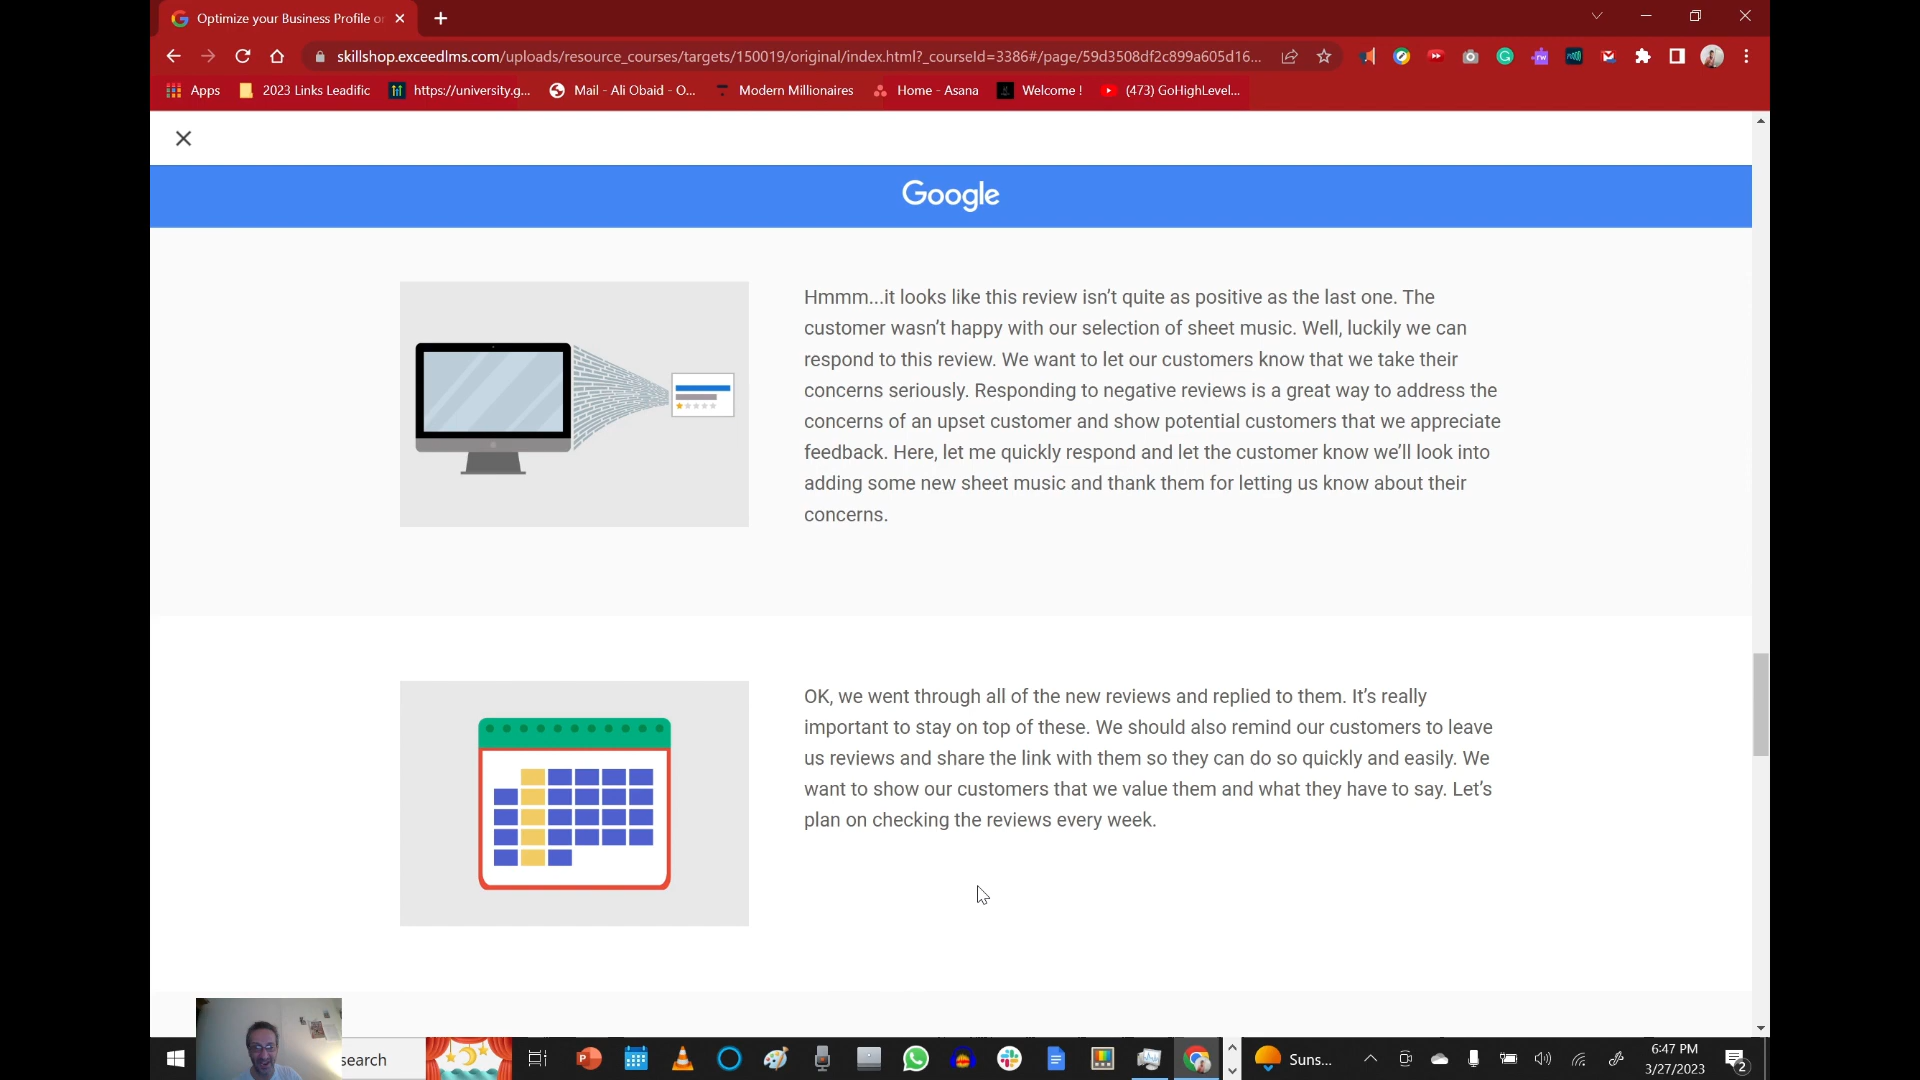 Optimize your Business Profile or
skillshop.exceedlms.com/uploads/resource_courses/targets/150019/original/index.html?_courseId=3386#/page/59d3508df2c899a605d16...
Apps
2023 Links Leadific
https://university.g...
Mail - Ali Obaid - O...
Modern Millionaires
Home - Asana
Welcome !
(473) GoHighLevel...
Google
Hmmm...it looks like this review isn’t quite as positive as the last one. The
customer wasn’t happy with our selection of sheet music. Well, luckily we can
respond to this review. We want to let our customers know that we take their
concerns seriously. Responding to negative reviews is a great way to address the
concerns of an upset customer and show potential customers that we appreciate
feedback. Here, let me quickly respond and let the customer know we’ll look into
adding some new sheet music and thank them for letting us know about their
concerns.
OK, we went through all of the new reviews and replied to them. It’s really
important to stay on top of these. We should also remind our customers to leave
us reviews and share the link with them so they can do so quickly and easily. We
want to show our customers that we value them and what they have to say. Let’s
plan on checking the reviews every week.
search
Suns...
6:47 PM
3/27/2023
2